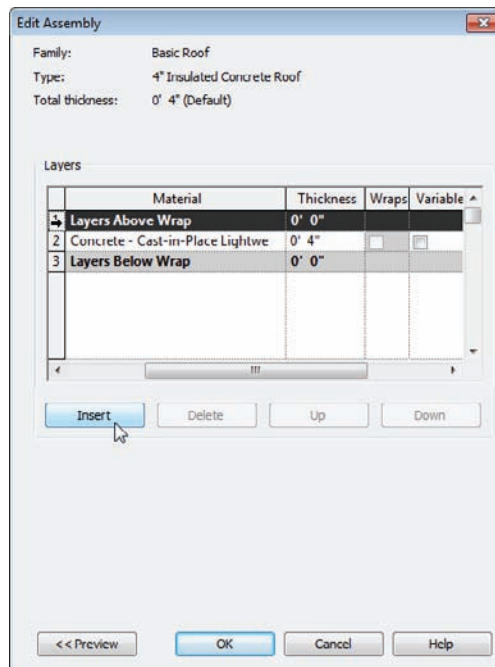 Edit Assembly
Family: Basic Roof
Type: 4" Insulated Concrete Roof
Total thickness: 0' 4" (Default)
Layers
Material Thickness Wraps Variable
Layers Above Wrap 0' 0"
2 Concrete - Cast-in-Place Lightwe 0' 4"
3 Layers Below Wrap 0' 0"
Insert Delete Up Down
<< Preview OK Cancel Help